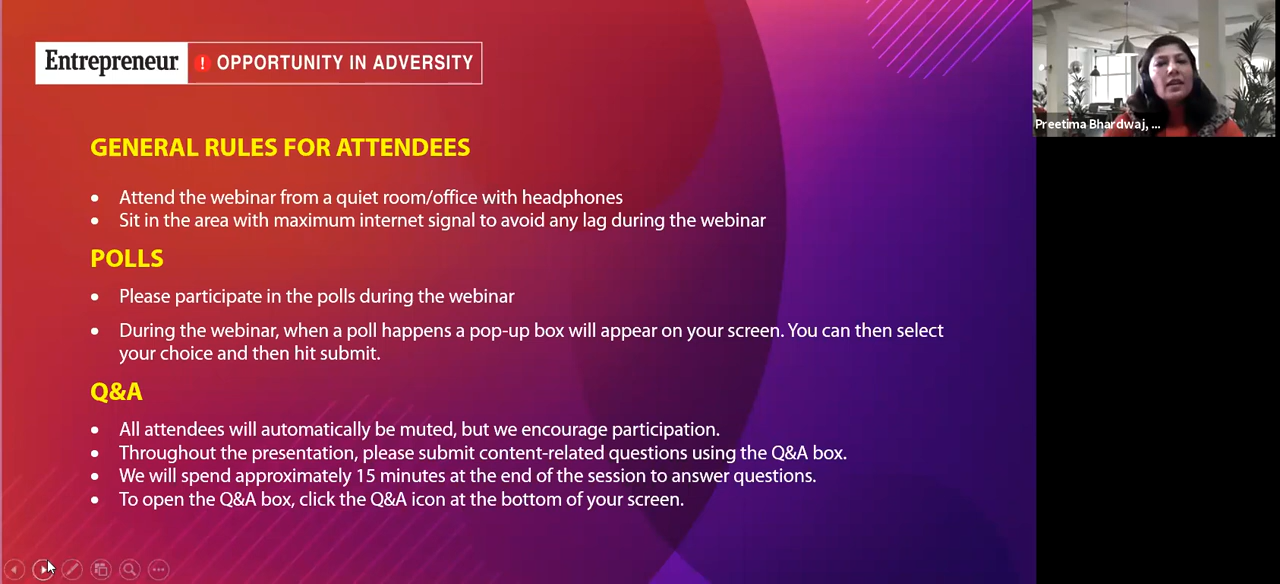 Entrepreneur
! OPPORTUNITY IN ADVERSITY
Preetima Bhardwaj, ...
GENERAL RULES FOR ATTENDEES
• Attend the webinar from a quiet room/office with headphones
• Sit in the area with maximum internet signal to avoid any lag during the webinar
POLLS
• Please participate in the polls during the webinar
• During the webinar, when a poll happens a pop-up box will appear on your screen. You can then select
your choice and then hit submit.
Q&A
• All attendees will automatically be muted, but we encourage participation.
• Throughout the presentation, please submit content-related questions using the Q&A box.
• We will spend approximately 15 minutes at the end of the session to answer questions.
• To open the Q&A box, click the Q&A icon at the bottom of your screen.